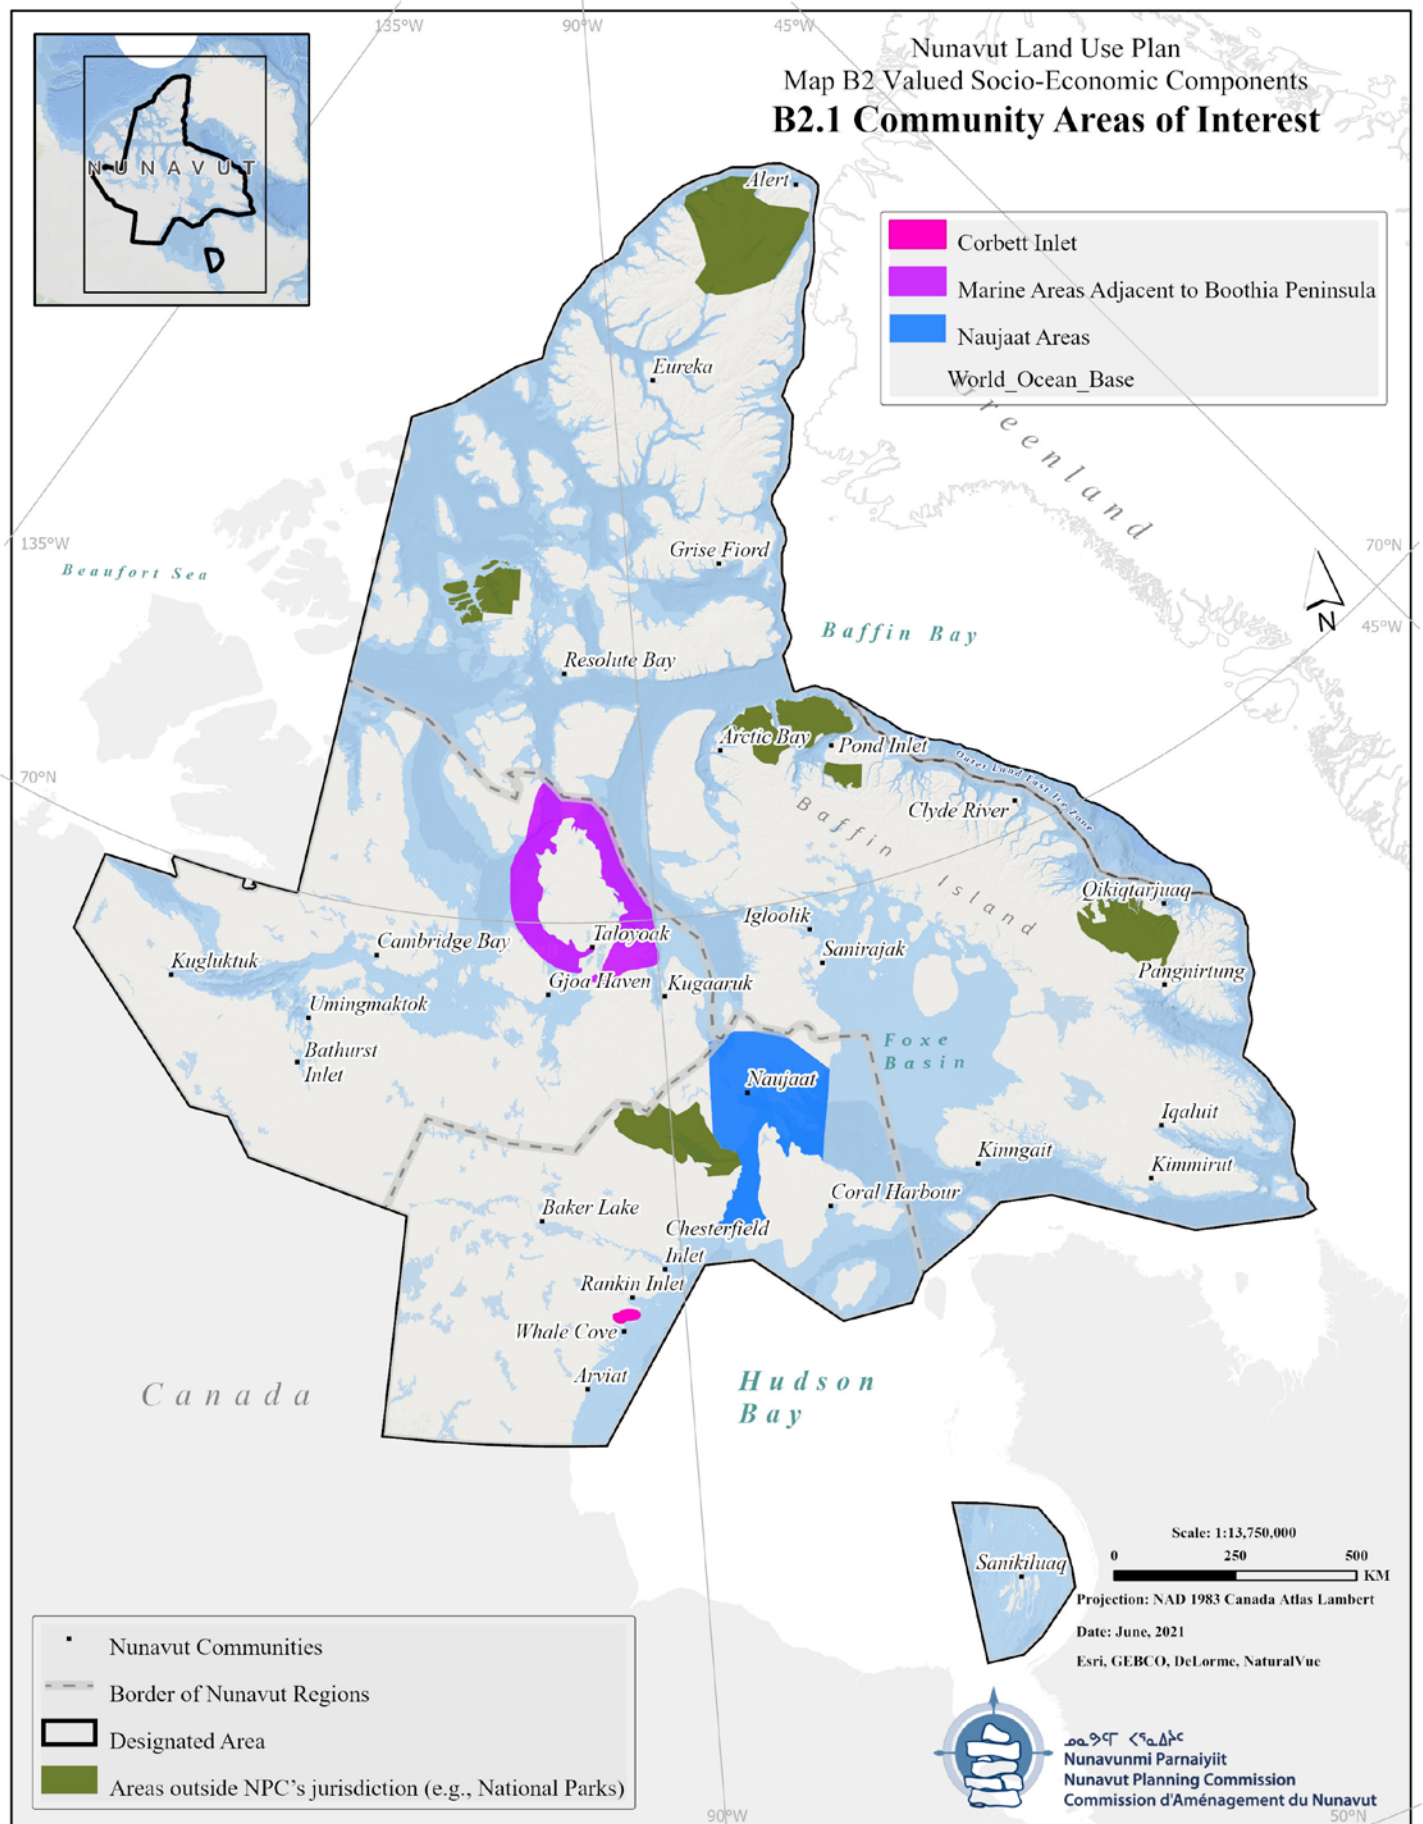 135°W
90°W
45°W
Nunavut Land Use Plan
Map B2 Valued Socio-Economic Components
B2.1 Community Areas of Interest
NUNAVUT
Alert
Corbett Inlet
Marine Areas Adjacent to Boothia Peninsula
Naujaat Areas
World_Ocean_Base
Greenland
Eureka
Grise Fiord
135°W
70°N
Beaufort Sea
N
45°W
Baffin Bay
Resolute Bay
Arctic Bay
Pond Inlet
Outer Land Fast Ice Zone
70°N
Clyde River
Baffin
Island
Qikiqtarjuaq
Igloolik
Taloyoak
Cambridge Bay
Sanirajak
Kugluktuk
Pangnirtung
Gjoa Haven
Kugaaruk
Umingmaktok
Foxe
Basin
Bathurst
Inlet
Naujaat
Iqaluit
Kinngait
Kimmirut
Coral Harbour
Baker Lake
Chesterfield
Inlet
Rankin Inlet
Whale Cove
Arviat
Canada
Hudson
Bay
Sanikiluaq
Scale: 1:13,750,000
0 250 500
KM
Projection: NAD 1983 Canada Atlas Lambert
Date: June, 2021
Esri, GEBCO, DeLorme, NaturalVue
Nunavut Communities
Border of Nunavut Regions
Designated Area
Areas outside NPC's jurisdiction (e.g., National Parks)
ᓄᓇᕗᒻᒥ ᐸᕐᓇᐃᔩᑦ
Nunavunmi Parnaiyiit
Nunavut Planning Commission
Commission d'Aménagement du Nunavut
90°W
50°N